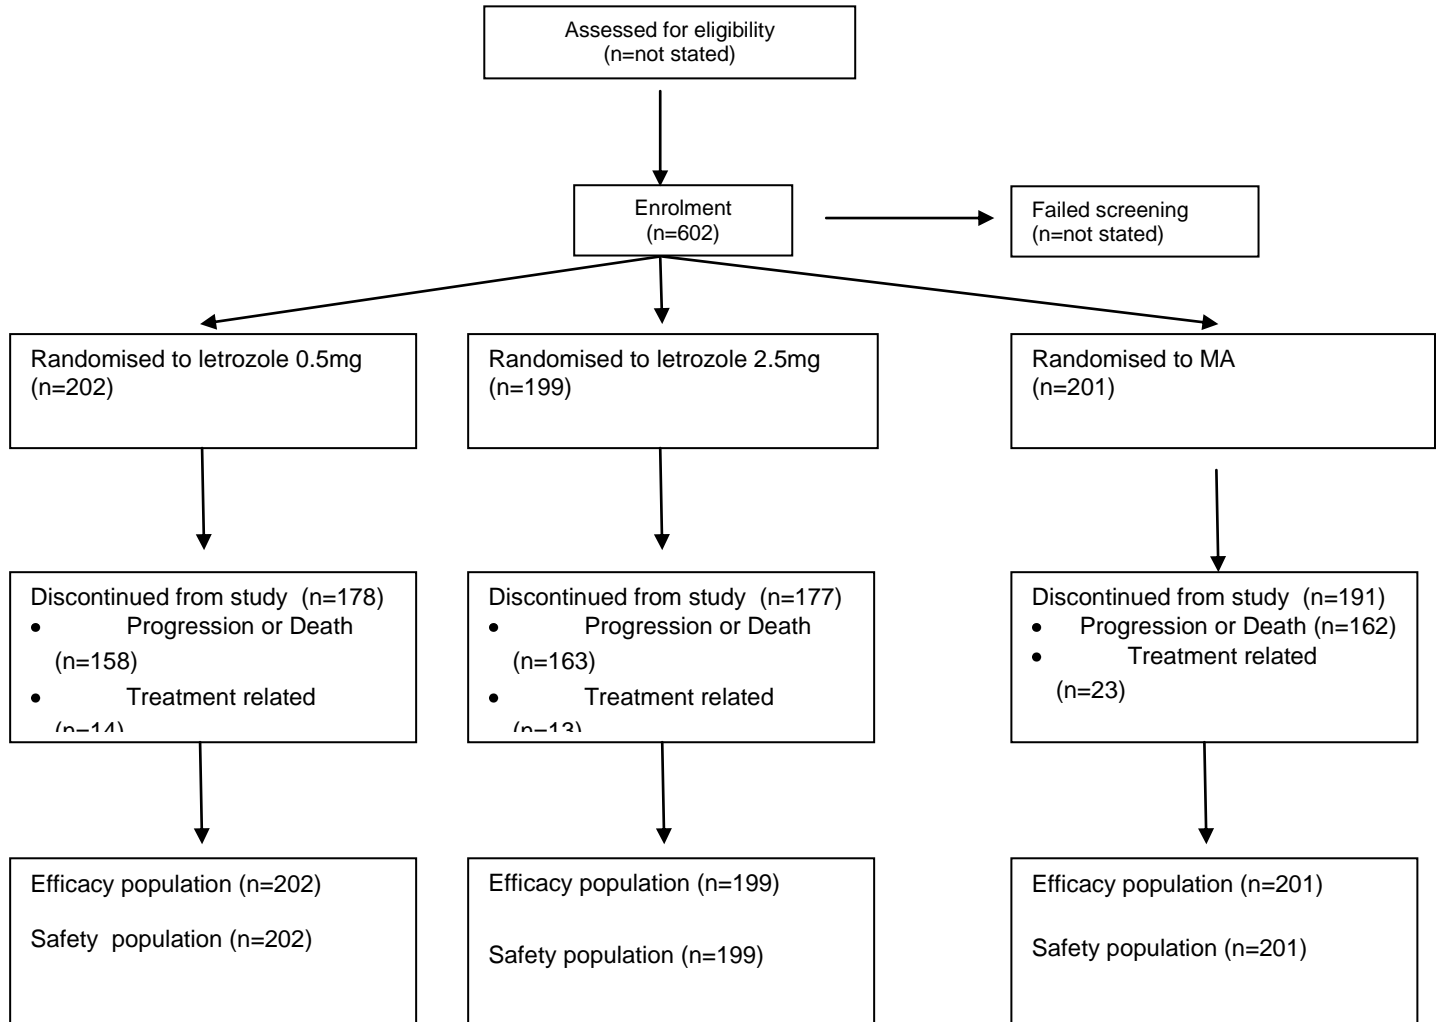 Assessed for eligibility
(n=not stated)
Enrolment
(n=602)
Failed screening
(n=not stated)
Randomised to letrozole 0.5mg
(n=202)
Randomised to letrozole 2.5mg
(n=199)
Randomised to MA
(n=201)
Discontinued from study (n=178)
• Progression or Death
(n=158)
• Treatment related
(n=14)
Discontinued from study (n=177)
• Progression or Death
(n=163)
• Treatment related
(n=13)
Discontinued from study (n=191)
• Progression or Death (n=162)
• Treatment related
(n=23)
Efficacy population (n=202)
Safety population (n=202)
Efficacy population (n=199)
Safety population (n=199)
Efficacy population (n=201)
Safety population (n=201)